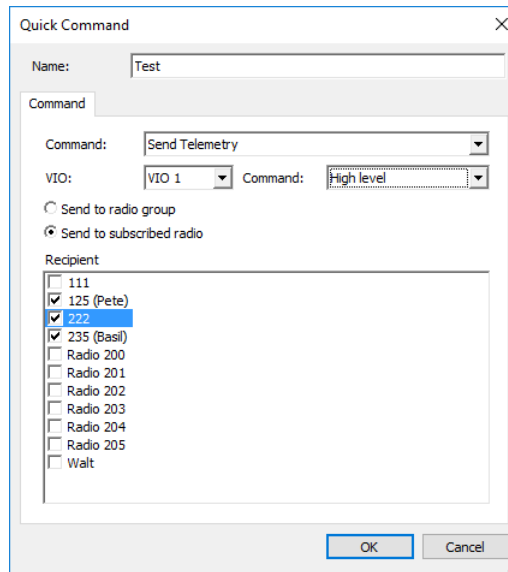 Quick Command
Name: Test
Command
Command: Send Telemetry
VIO: VIO 1 Command: High level
Send to radio group
Send to subscribed radio
Recipient
111
125 (Pete)
222
235 (Basil)
Radio 200
Radio 201
Radio 202
Radio 203
Radio 204
Radio 205
Walt
OK Cancel